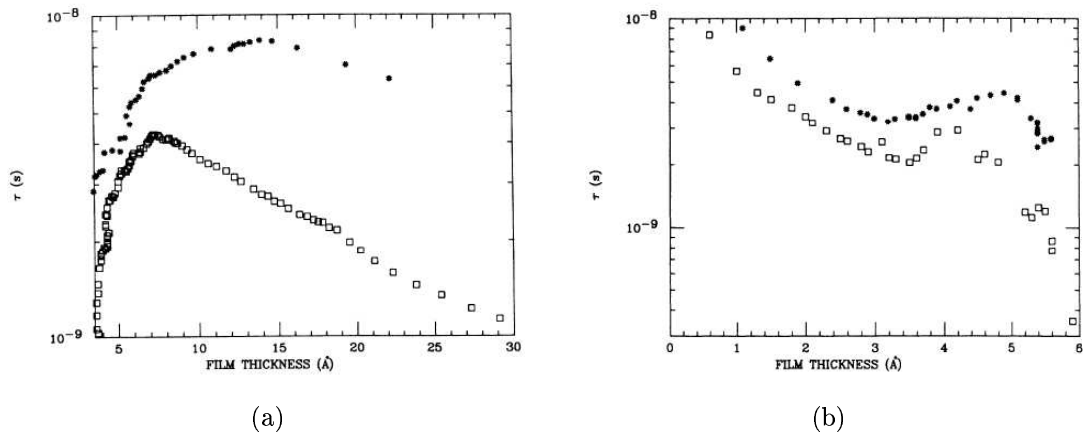 10⁻⁸
τ (s)
10⁻⁹
5 10 15 20 25 30
FILM THICKNESS (Å)
(a)
10⁻⁸
τ (s)
10⁻⁹
0 1 2 3 4 5 6
FILM THICKNESS (Å)
(b)